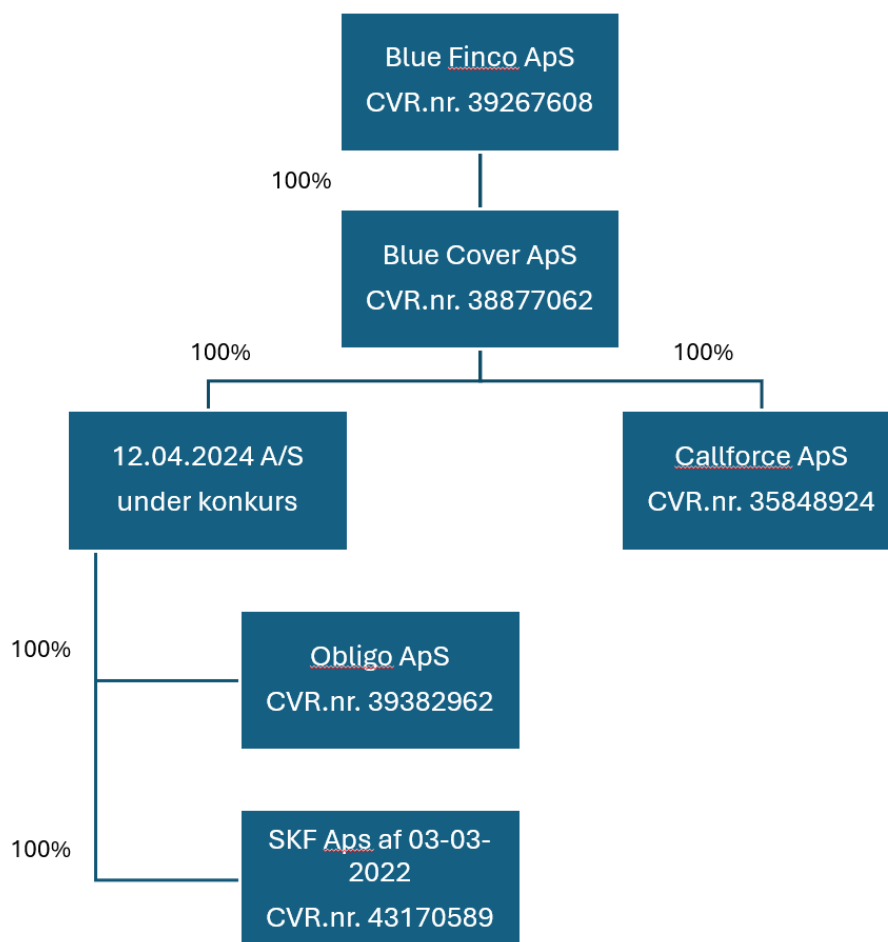 Blue Finco ApS
CVR.nr. 39267608
100%
Blue Cover ApS
CVR.nr. 38877062
100%
100%
12.04.2024 A/S
under konkurs
Callforce ApS
CVR.nr. 35848924
100%
Obligo ApS
CVR.nr. 39382962
100%
SKF Aps af 03-03-
2022
CVR.nr. 43170589